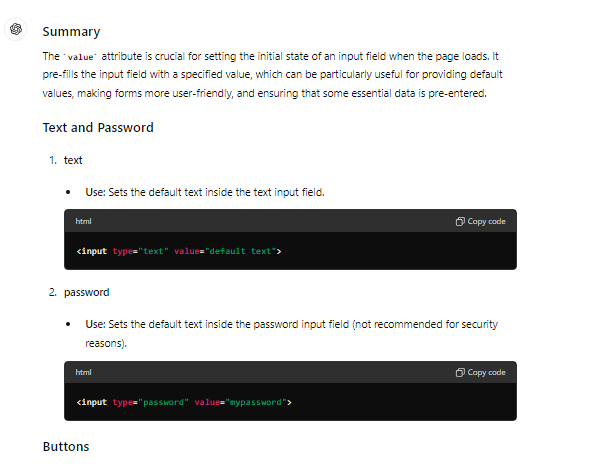 Summary
The `value` attribute is crucial for setting the initial state of an input field when the page loads. It
pre-fills the input field with a specified value, which can be particularly useful for providing default
values, making forms more user-friendly, and ensuring that some essential data is pre-entered.
Text and Password
1. text
• Use: Sets the default text inside the text input field.
html Copy code
<input type="text" value="default text">
2. password
• Use: Sets the default text inside the password input field (not recommended for security
reasons).
html Copy code
<input type="password" value="mypassword">
Buttons